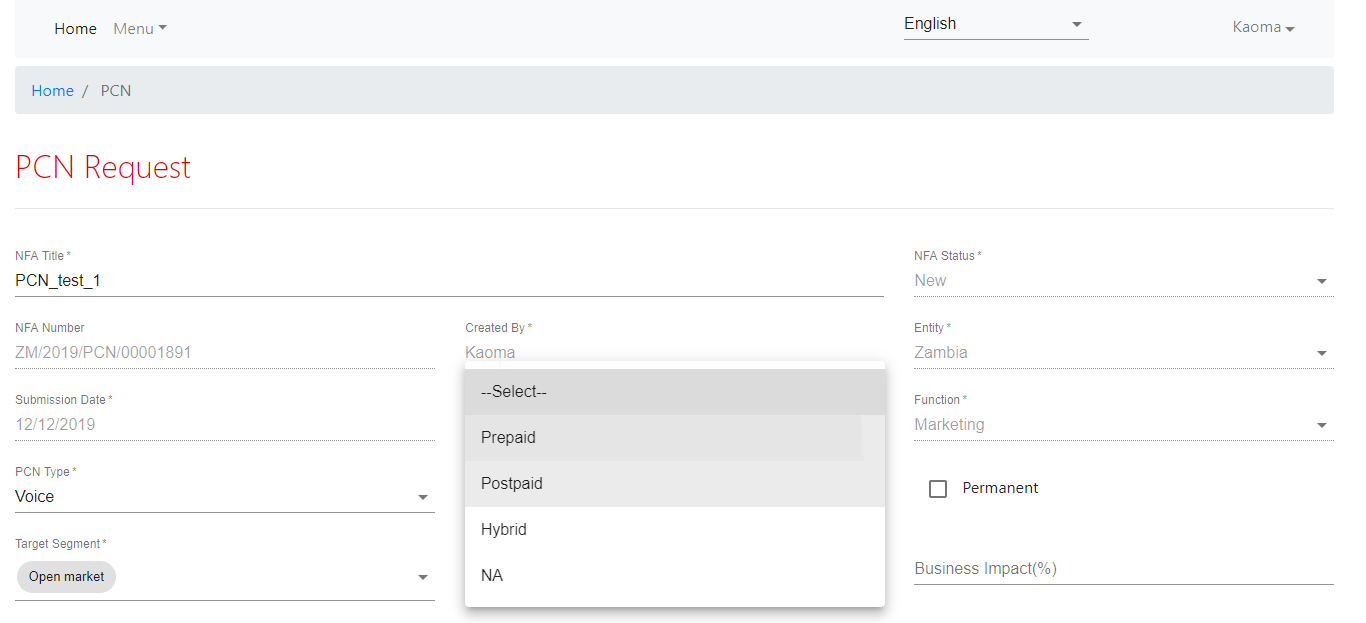 Home Menu English Kaoma
Home / PCN
PCN Request
NFA Title *
PCN_test_1
NFA Status *
New
NFA Number
ZM/2019/PCN/00001891
Created By *
Kaoma
Entity *
Zambia
Submission Date *
12/12/2019
--Select--
Prepaid
Postpaid
Hybrid
NA
Function *
Marketing
PCN Type *
Voice
Permanent
Target Segment *
Open market
Business Impact(%)